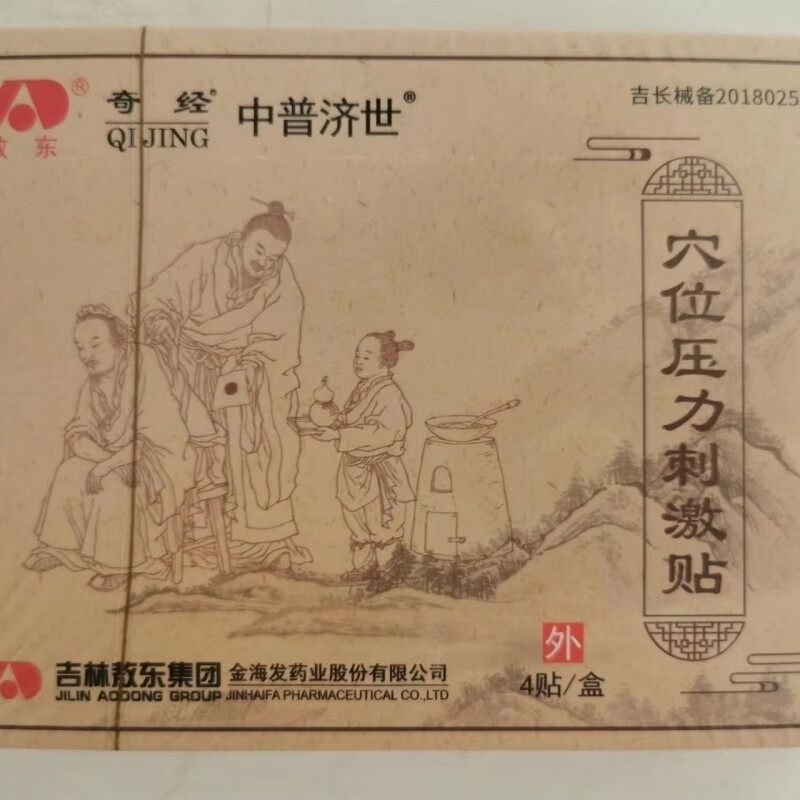 敖东®
奇经®
QIJING
中普济世®
吉长械备2018025
穴位压力刺激贴
外
4贴/盒
吉林敖东集团
JILIN AODONG GROUP
金海发药业股份有限公司
JINHAIFA PHARMACEUTICAL CO.,LTD